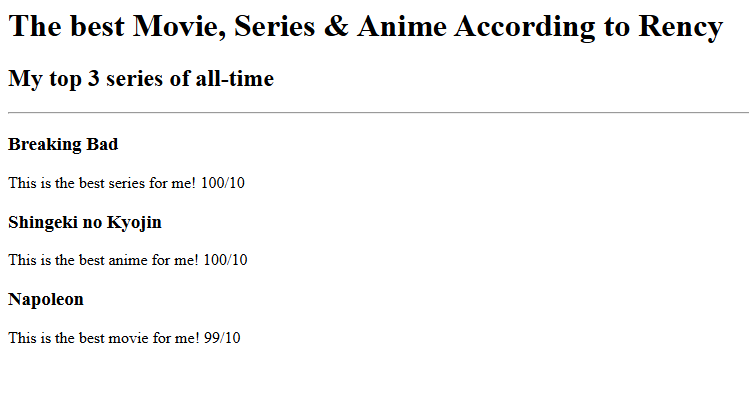 The best Movie, Series & Anime According to Rency
My top 3 series of all-time
Breaking Bad
This is the best series for me! 100/10
Shingeki no Kyojin
This is the best anime for me! 100/10
Napoleon
This is the best movie for me! 99/10